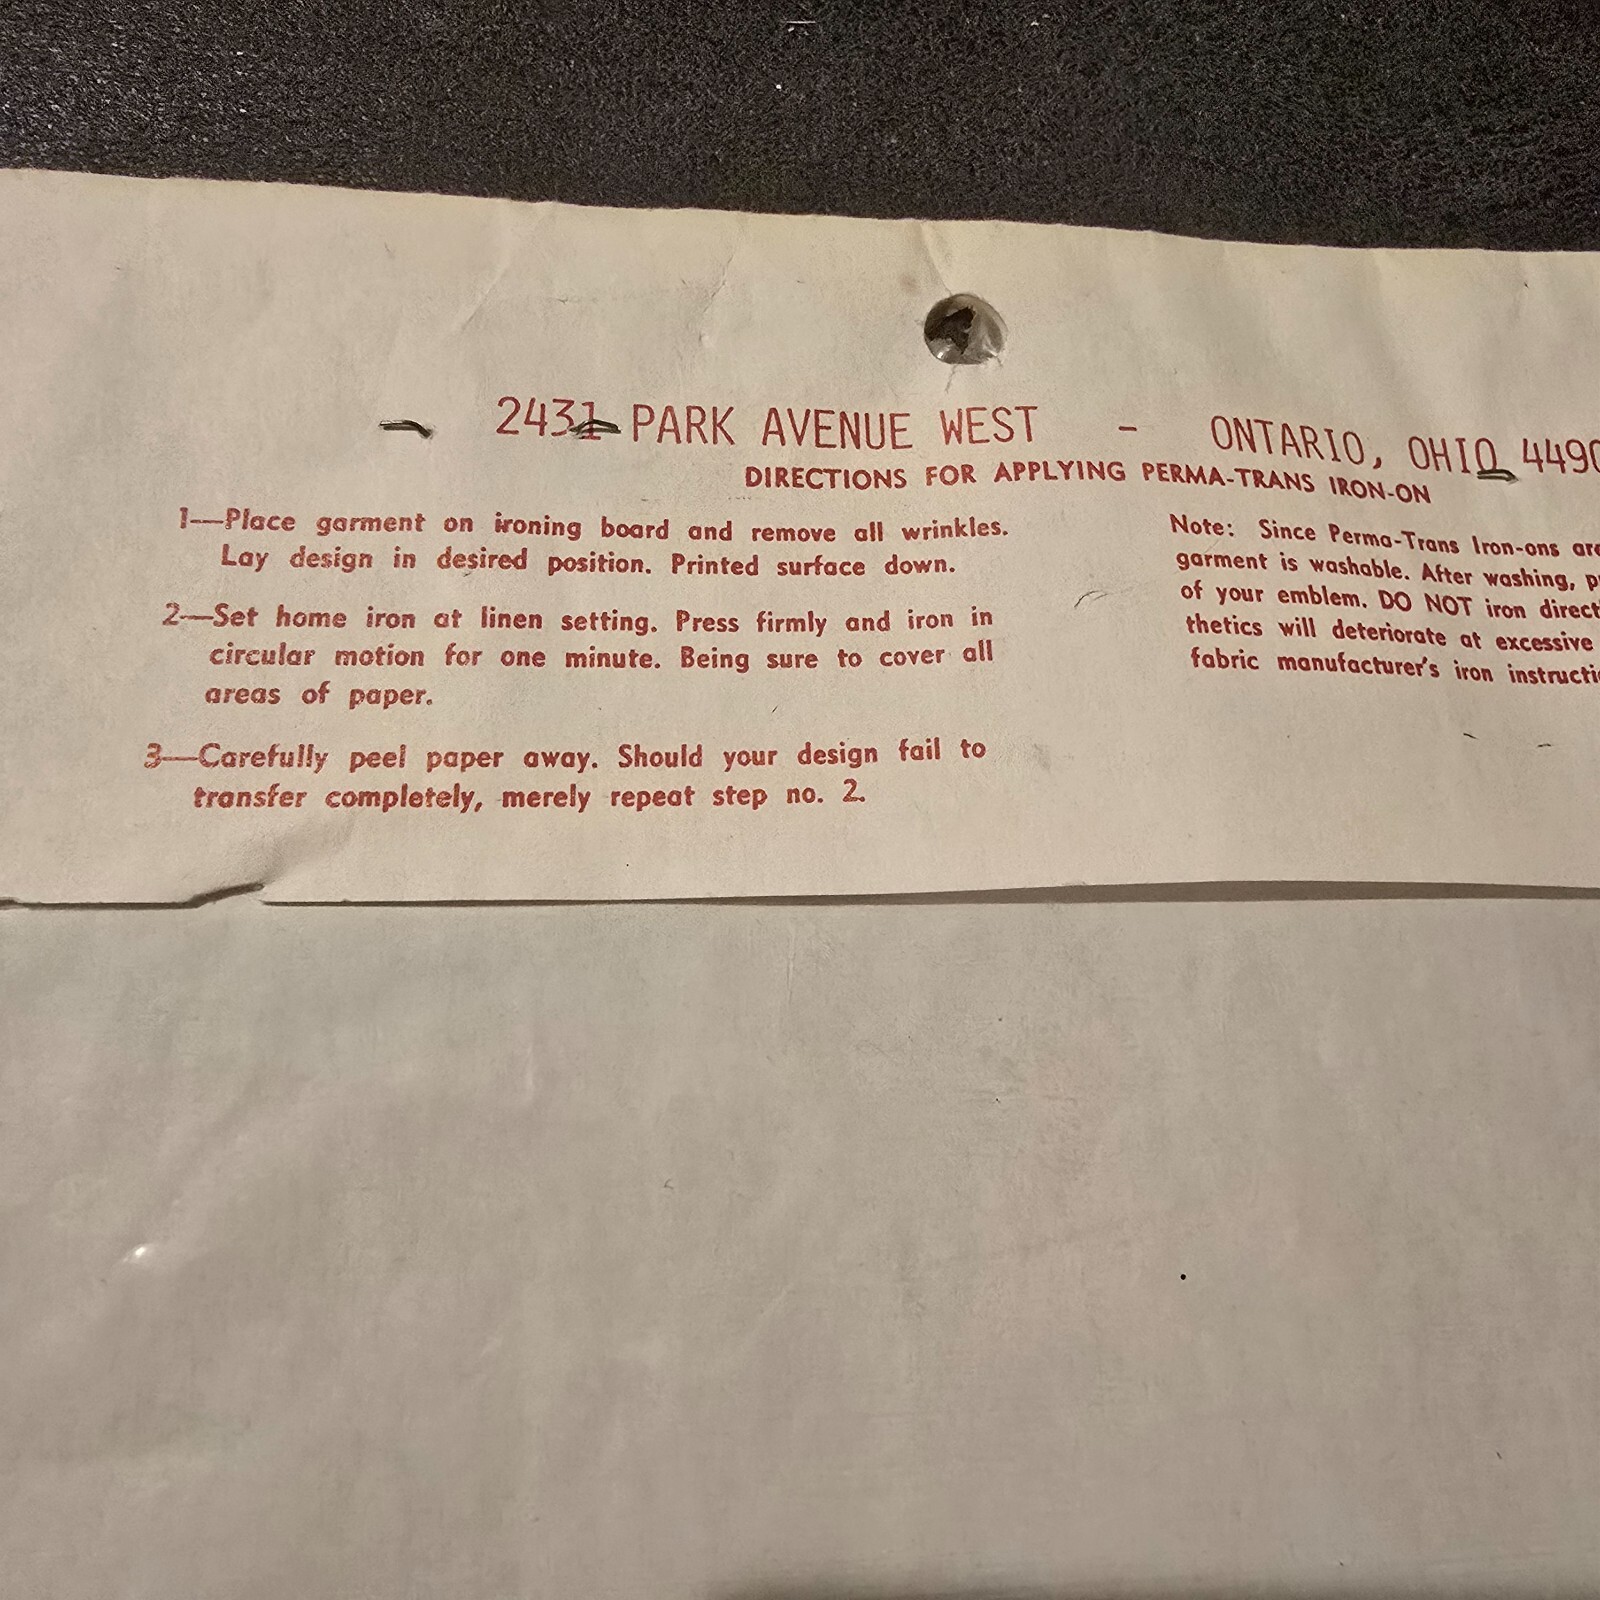 2431 PARK AVENUE WEST - ONTARIO, OHIO
DIRECTIONS FOR APPLYING PERMA-TRANS IRON-ON
1—Place garment on ironing board and remove all wrinkles.
Lay design in desired position. Printed surface down.
2—Set home iron at linen setting. Press firmly and iron in
circular motion for one minute. Being sure to cover all
areas of paper.
3—Carefully peel paper away. Should your design fail to
transfer completely, merely repeat step no. 2.
Note: Since Perma-Trans Iron-ons are
garment is washable. After washing,
of your emblem. DO NOT iron
thetics will deteriorate at excessive
fabric manufacturer's iron